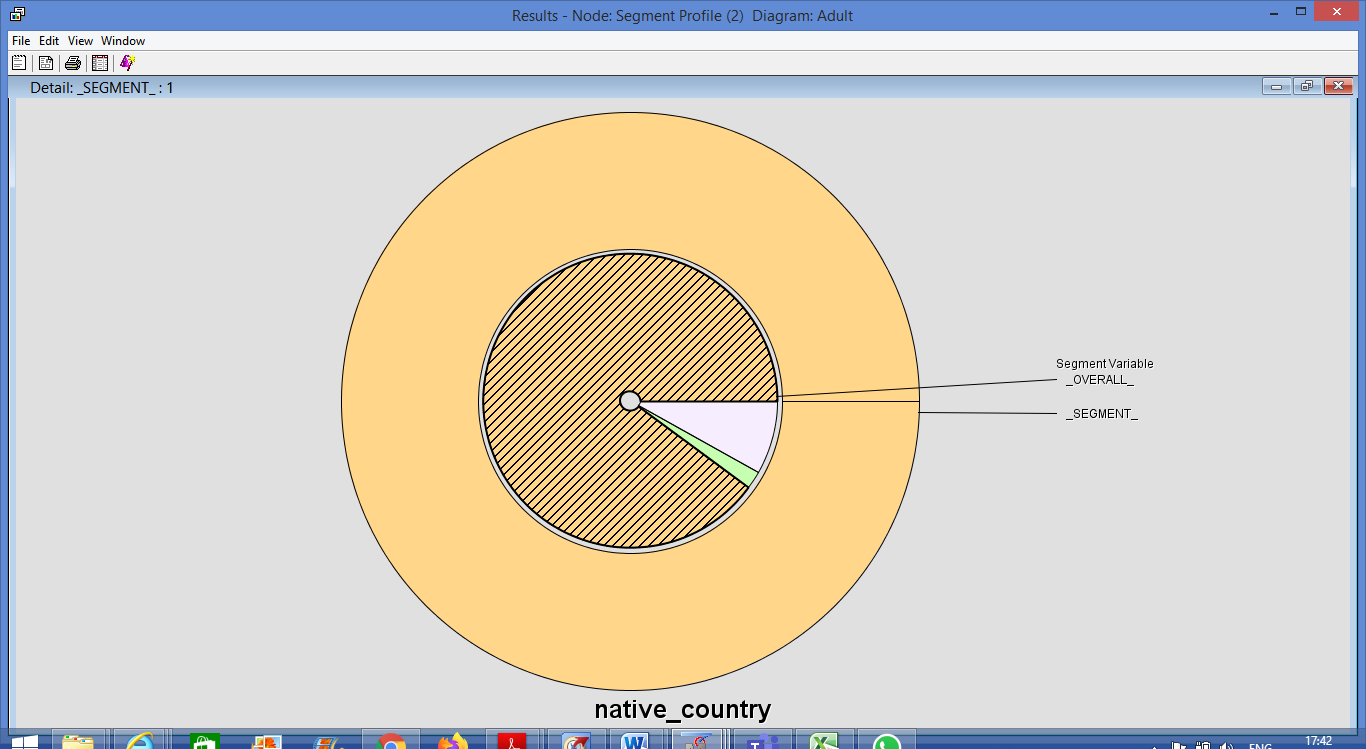 Results - Node: Segment Profile (2) Diagram: Adult
File Edit View Window
Detail: _SEGMENT_ : 1
Segment Variable
_OVERALL_
_SEGMENT_
native_country
17:42
ENG